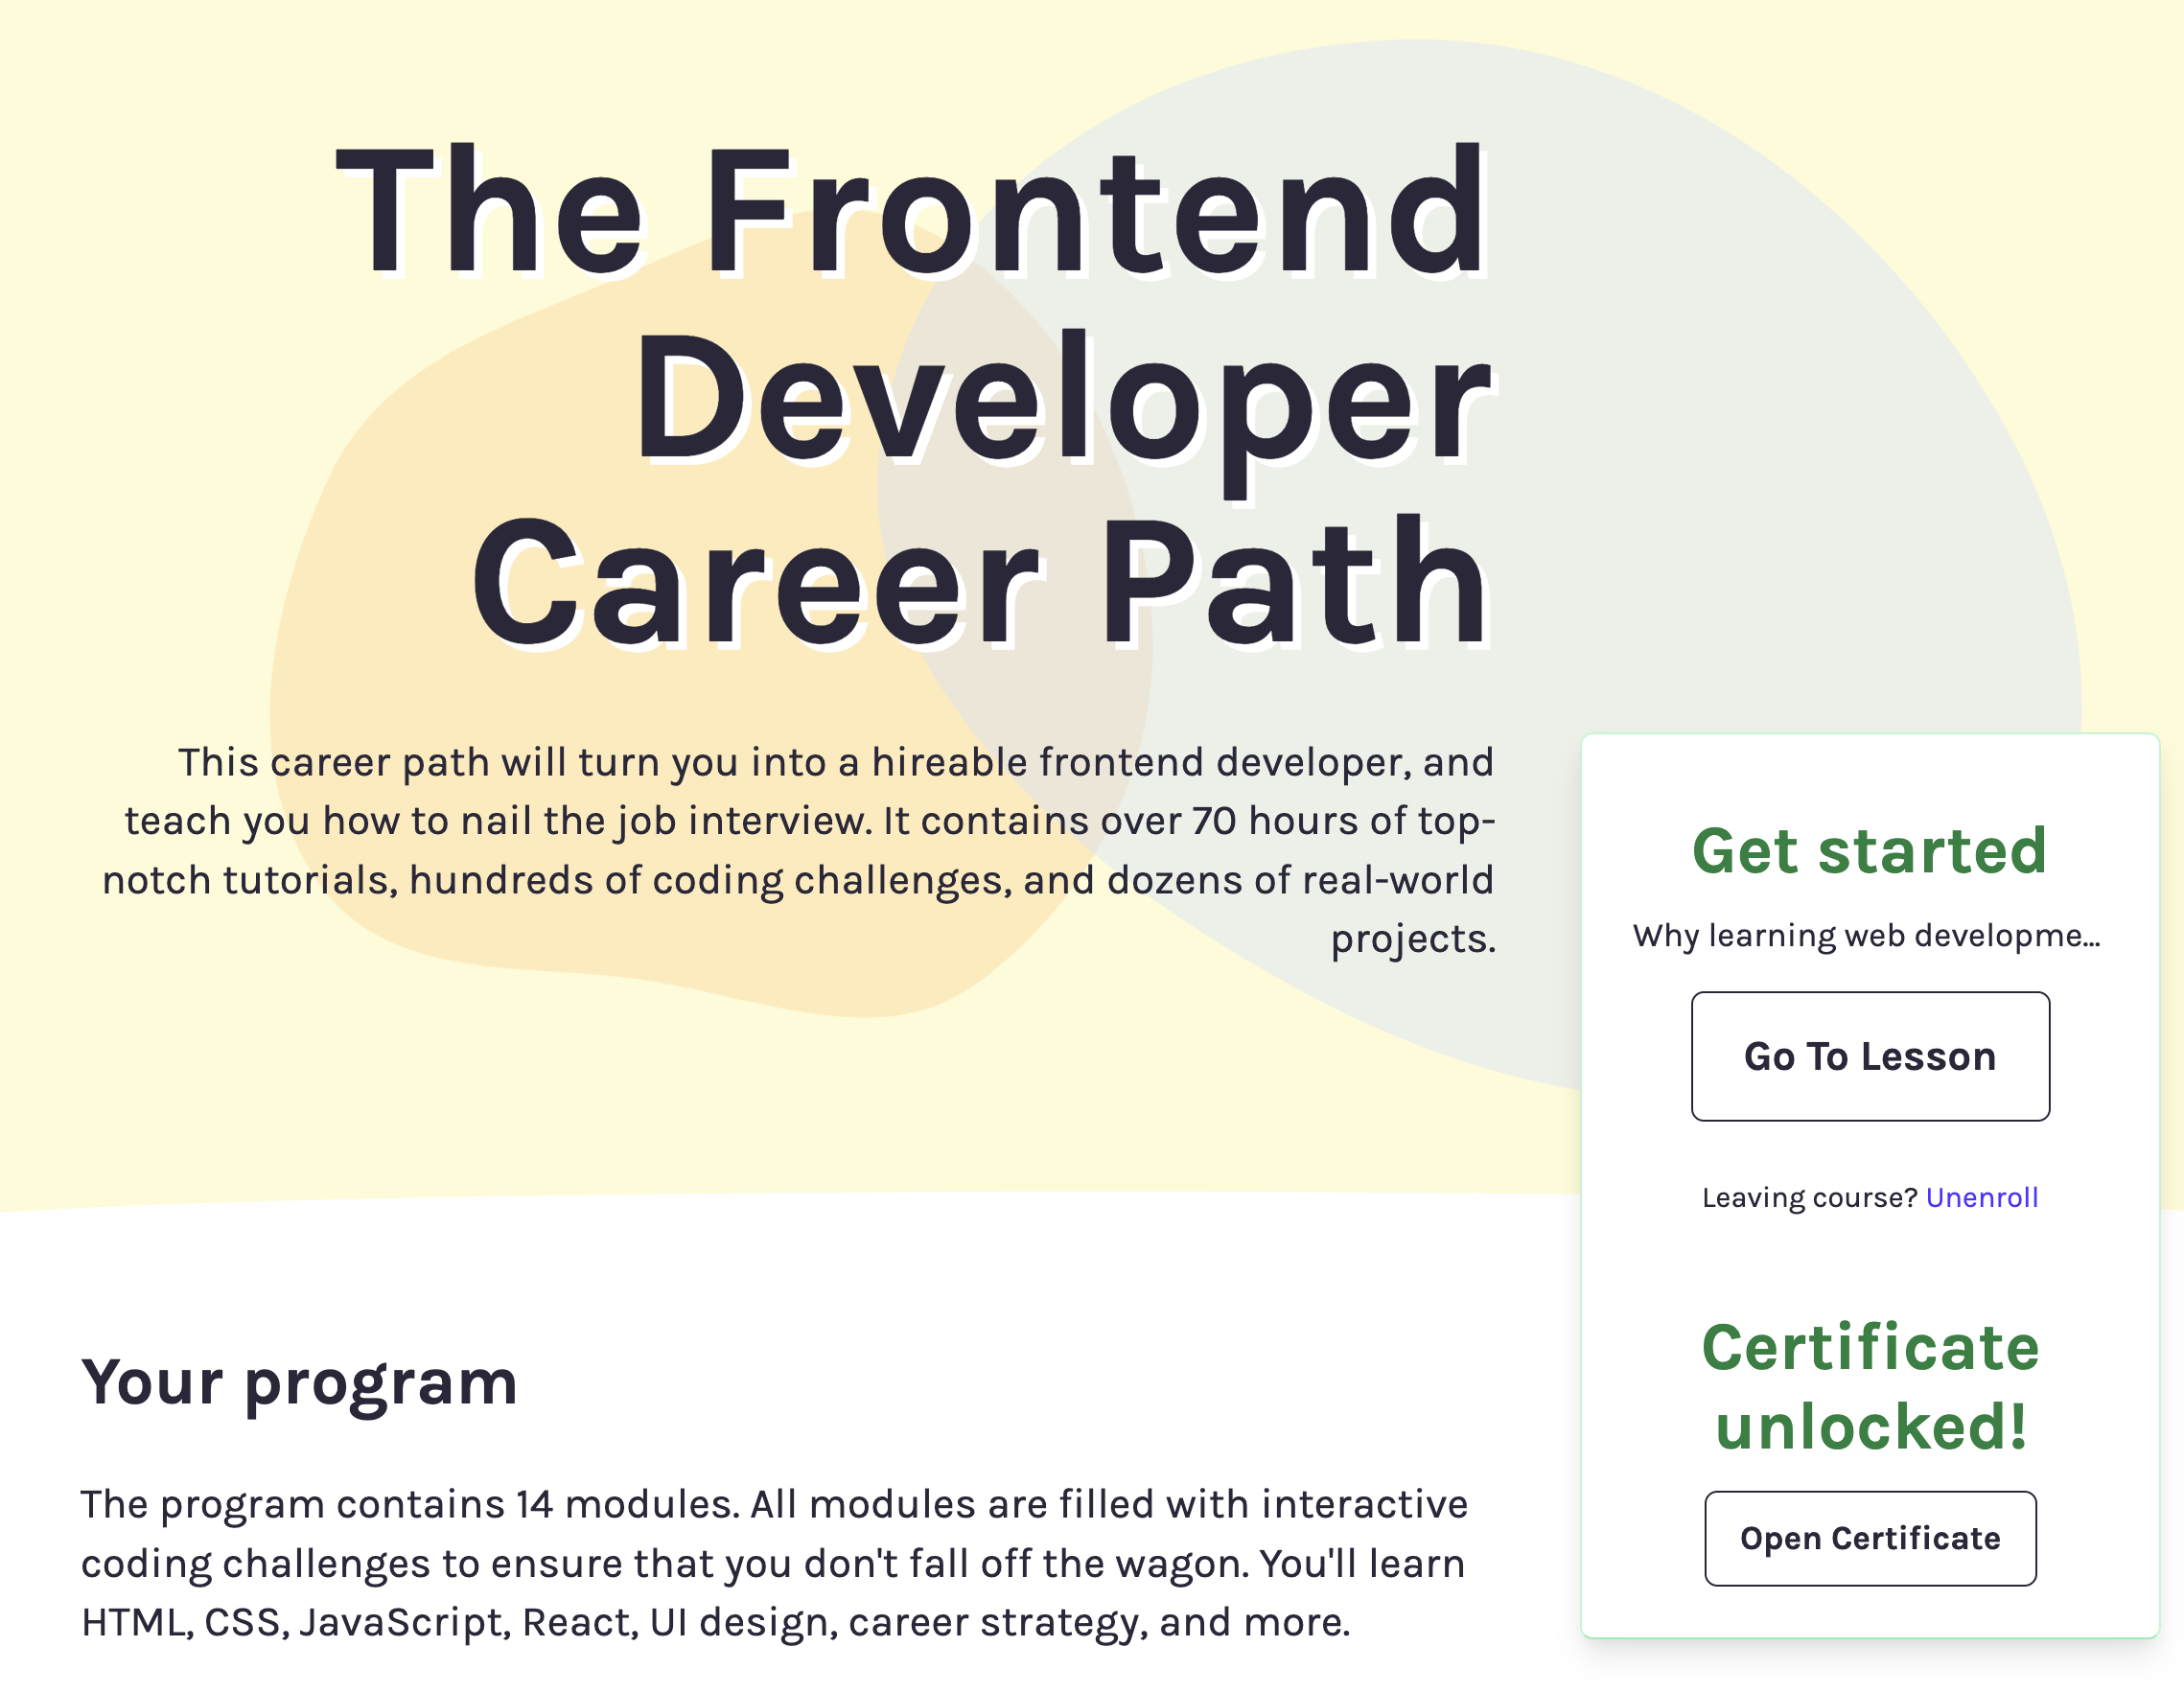 The Frontend
Developer
Career Path
This career path will turn you into a hireable frontend developer, and
teach you how to nail the job interview. It contains over 70 hours of top-
notch tutorials, hundreds of coding challenges, and dozens of real-world
projects.
Get started
Why learning web developme...
Go To Lesson
Leaving course? Unenroll
Certificate
unlocked!
Open Certificate
Your program
The program contains 14 modules. All modules are filled with interactive
coding challenges to ensure that you don't fall off the wagon. You'll learn
HTML, CSS, JavaScript, React, UI design, career strategy, and more.